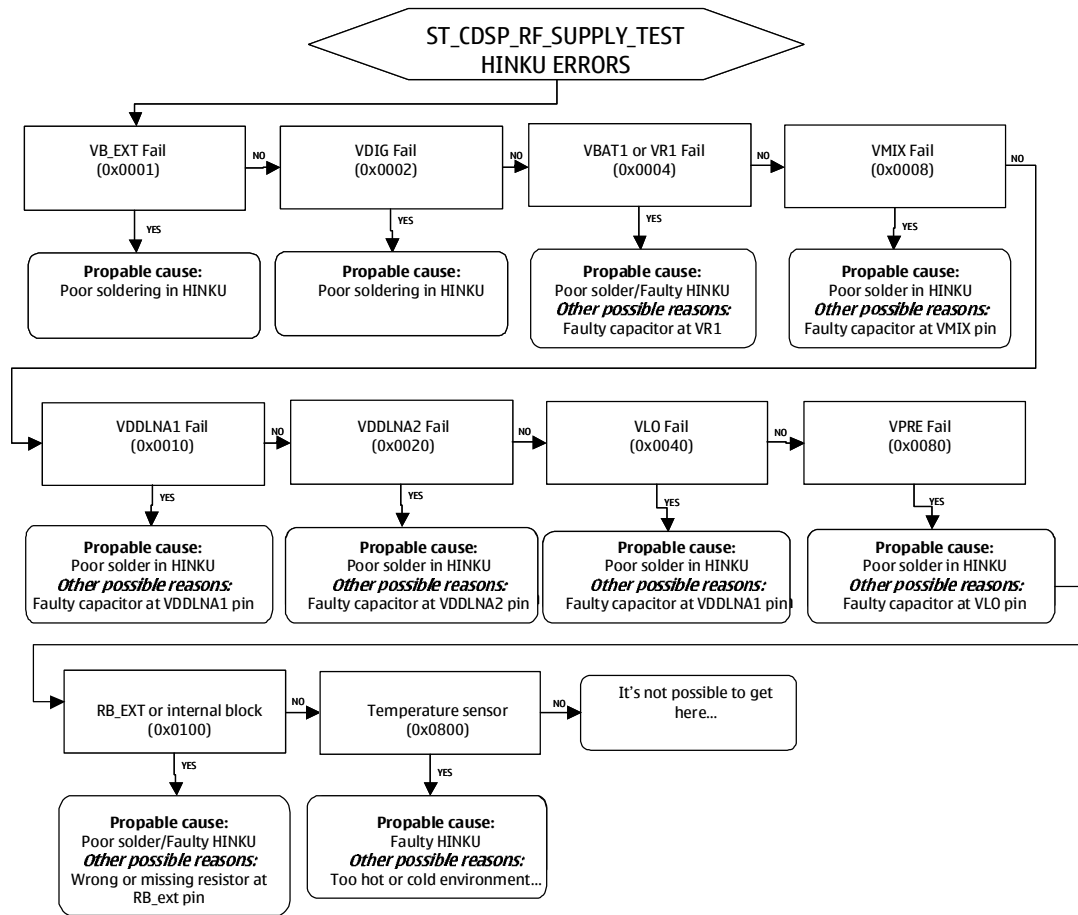 ST_CDSP_RF_SUPPLY_TEST
HINKU ERRORS
VB_EXT Fail
(0x0001)
NO
VDIG Fail
(0x0002)
NO
VBAT1 or VR1 Fail
(0x0004)
NO
VMIX Fail
(0x0008)
NO
YES
YES
YES
YES
Propable cause:
Poor soldering in HINKU
Propable cause:
Poor soldering in HINKU
Propable cause:
Poor solder/Faulty HINKU
Other possible reasons:
Faulty capacitor at VR1
Propable cause:
Poor solder in HINKU
Other possible reasons:
Faulty capacitor at VMIX pin
VDDLNA1 Fail
(0x0010)
NO
VDDLNA2 Fail
(0x0020)
NO
VLO Fail
(0x0040)
NO
VPRE Fail
(0x0080)
YES
YES
YES
YES
Propable cause:
Poor solder in HINKU
Other possible reasons:
Faulty capacitor at VDDLNA1 pin
Propable cause:
Poor solder in HINKU
Other possible reasons:
Faulty capacitor at VDDLNA2 pin
Propable cause:
Poor solder in HINKU
Other possible reasons:
Faulty capacitor at VDDLNA1 pin
Propable cause:
Poor solder in HINKU
Other possible reasons:
Faulty capacitor at VLO pin
RB_EXT or internal block
(0x0100)
NO
Temperature sensor
(0x0800)
NO
It's not possible to get
here...
YES
YES
Propable cause:
Poor solder/Faulty HINKU
Other possible reasons:
Wrong or missing resistor at
RB_ext pin
Propable cause:
Faulty HINKU
Other possible reasons:
Too hot or cold environment...